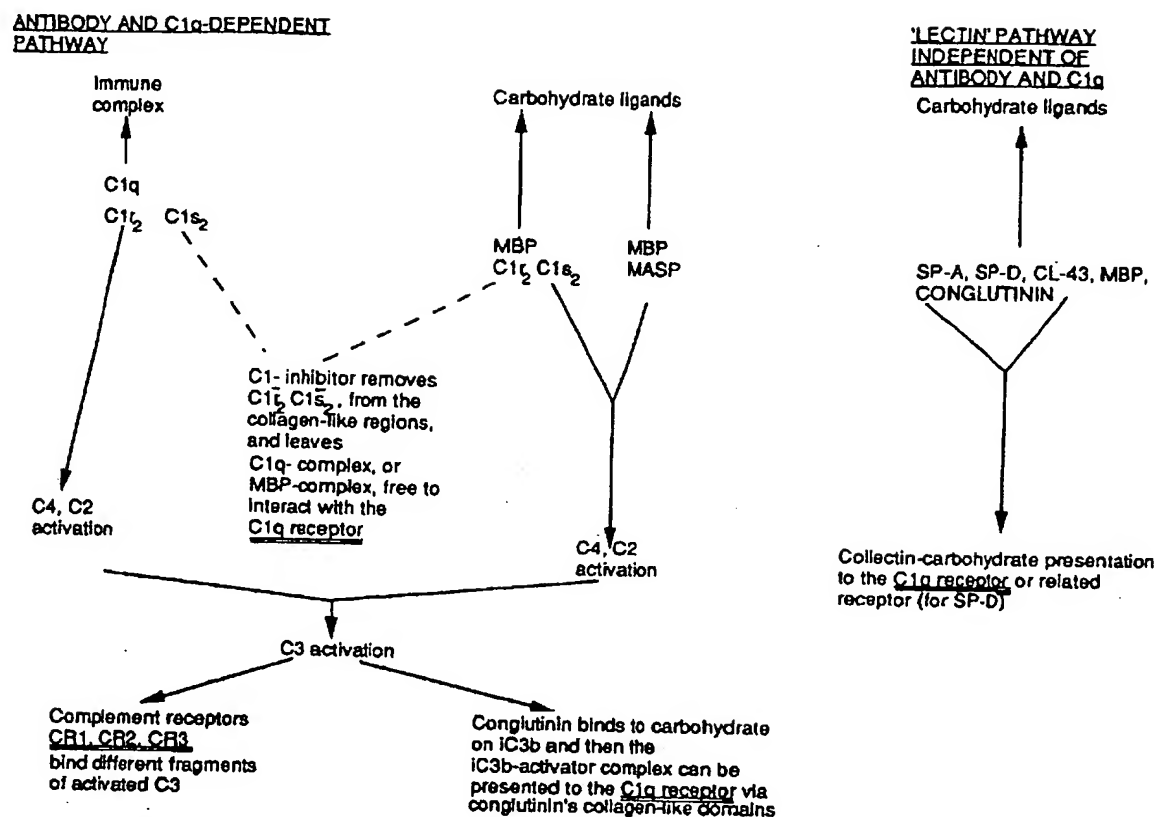 ANTIBODY AND C1q-DEPENDENT
PATHWAY
Immune
complex
C1q
C1r2 C1s2
Carbohydrate ligands
MBP
C1r2 C1s2
MBP
MASP
C1- inhibitor removes
C1r̄2 C1s̄2, from the
collagen-like regions,
and leaves
C1q- complex, or
MBP-complex, free to
interact with the
C1q receptor
C4, C2
activation
C4, C2
activation
C3 activation
Complement receptors
CR1, CR2, CR3
bind different fragments
of activated C3
Conglutinin binds to carbohydrate
on iC3b and then the
iC3b-activator complex can be
presented to the C1q receptor via
conglutinin's collagen-like domains
'LECTIN' PATHWAY
INDEPENDENT OF
ANTIBODY AND C1q
Carbohydrate ligands
SP-A, SP-D, CL-43, MBP,
CONGLUTININ
Collectin-carbohydrate presentation
to the C1q receptor or related
receptor (for SP-D)